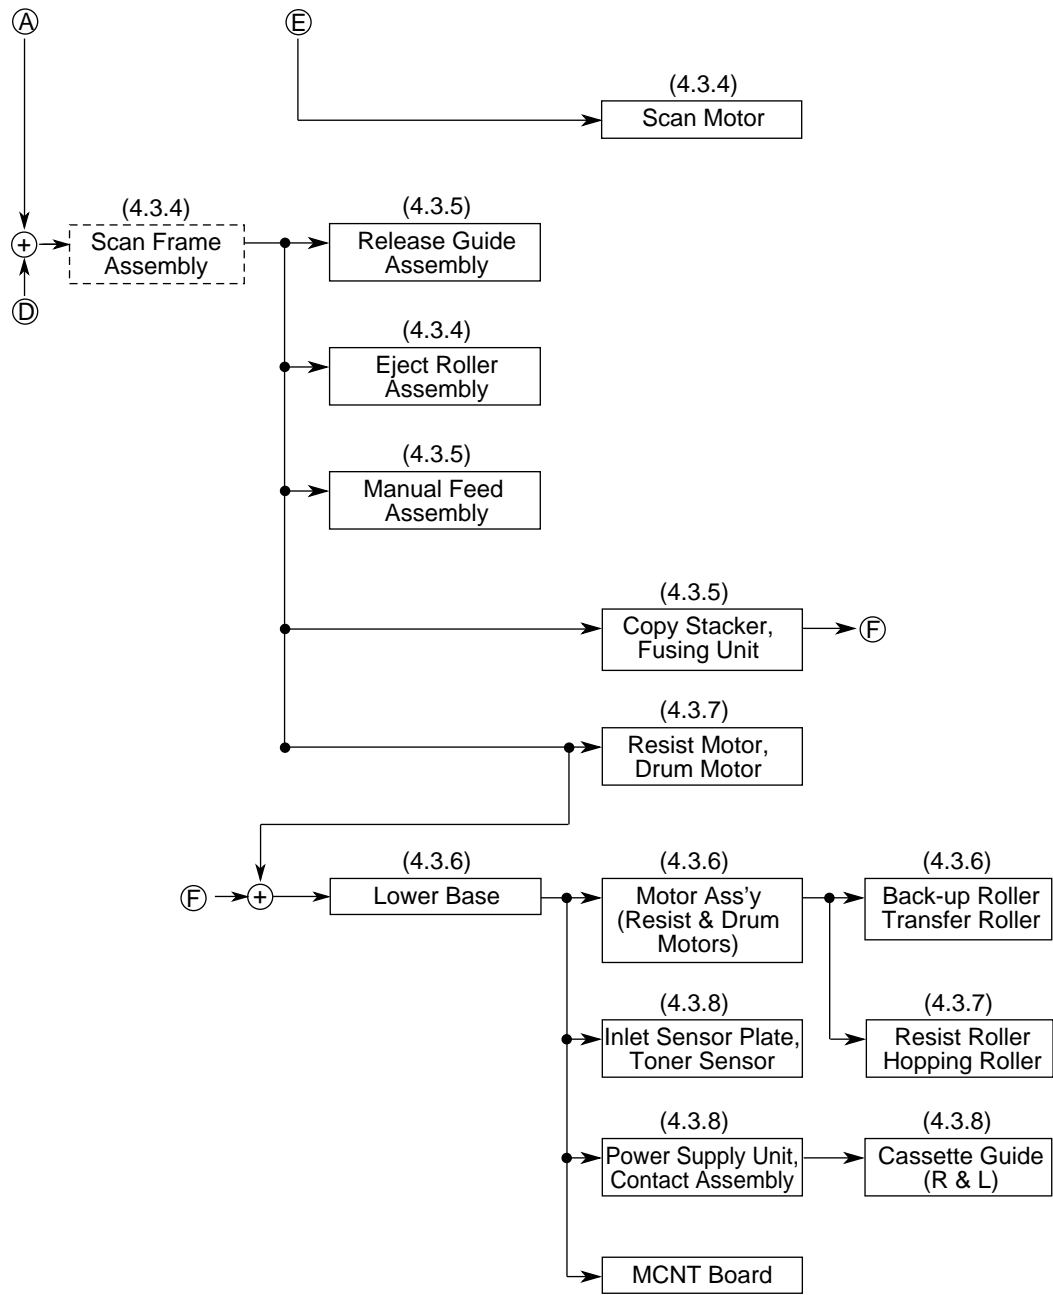 A
E
(4.3.4)
Scan Motor
(4.3.4)
Scan Frame
Assembly
+
D
(4.3.5)
Release Guide
Assembly
(4.3.4)
Eject Roller
Assembly
(4.3.5)
Manual Feed
Assembly
(4.3.5)
Copy Stacker,
Fusing Unit
F
(4.3.7)
Resist Motor,
Drum Motor
F
+
(4.3.6)
Lower Base
(4.3.6)
Motor Ass'y
(Resist & Drum
Motors)
(4.3.6)
Back-up Roller
Transfer Roller
(4.3.8)
Inlet Sensor Plate,
Toner Sensor
(4.3.7)
Resist Roller
Hopping Roller
(4.3.8)
Power Supply Unit,
Contact Assembly
(4.3.8)
Cassette Guide
(R & L)
MCNT Board